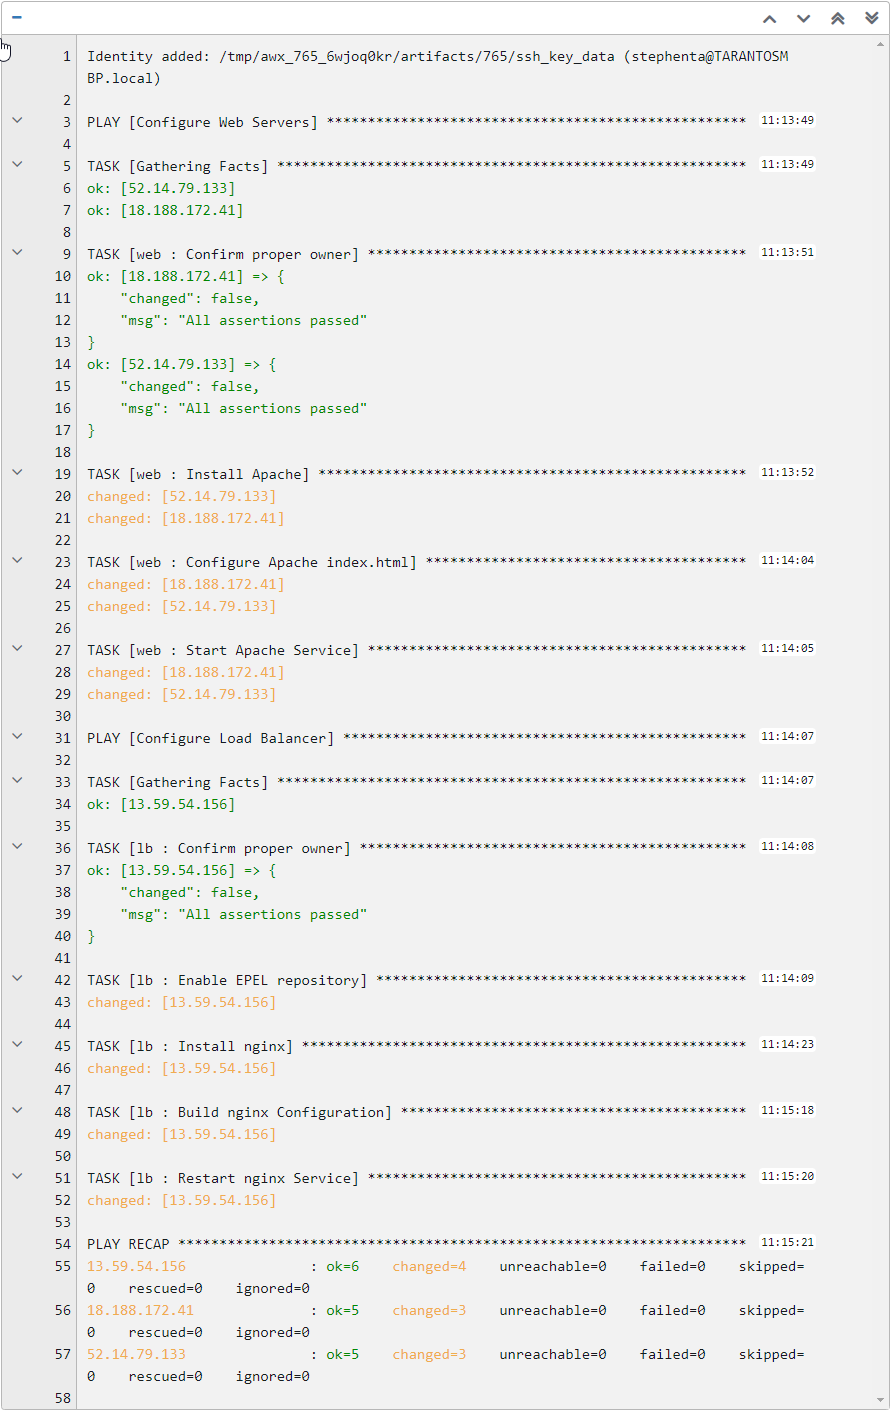 1 Identity added: /tmp/awx_765_6wjoq0kr/artifacts/765/ssh_key_data (stephenta@TARANTOSM
BP.local)
2
3 PLAY [Configure Web Servers] *************************************************** 11:13:49
4
5 TASK [Gathering Facts] ********************************************************* 11:13:49
6 ok: [52.14.79.133]
7 ok: [18.188.172.41]
8
9 TASK [web : Confirm proper owner] ********************************************** 11:13:51
10 ok: [18.188.172.41] => {
11     "changed": false,
12     "msg": "All assertions passed"
13 }
14 ok: [52.14.79.133] => {
15     "changed": false,
16     "msg": "All assertions passed"
17 }
18
19 TASK [web : Install Apache] **************************************************** 11:13:52
20 changed: [52.14.79.133]
21 changed: [18.188.172.41]
22
23 TASK [web : Configure Apache index.html] *************************************** 11:14:04
24 changed: [18.188.172.41]
25 changed: [52.14.79.133]
26
27 TASK [web : Start Apache Service] ********************************************** 11:14:05
28 changed: [18.188.172.41]
29 changed: [52.14.79.133]
30
31 PLAY [Configure Load Balancer] ************************************************* 11:14:07
32
33 TASK [Gathering Facts] ********************************************************* 11:14:07
34 ok: [13.59.54.156]
35
36 TASK [lb : Confirm proper owner] *********************************************** 11:14:08
37 ok: [13.59.54.156] => {
38     "changed": false,
39     "msg": "All assertions passed"
40 }
41
42 TASK [lb : Enable EPEL repository] ********************************************* 11:14:09
43 changed: [13.59.54.156]
44
45 TASK [lb : Install nginx] ****************************************************** 11:14:23
46 changed: [13.59.54.156]
47
48 TASK [lb : Build nginx Configuration] ****************************************** 11:15:18
49 changed: [13.59.54.156]
50
51 TASK [lb : Restart nginx Service] ********************************************** 11:15:20
52 changed: [13.59.54.156]
53
54 PLAY RECAP ********************************************************************* 11:15:21
55 13.59.54.156               : ok=6    changed=4    unreachable=0    failed=0    skipped=
0    rescued=0    ignored=0
56 18.188.172.41              : ok=5    changed=3    unreachable=0    failed=0    skipped=
0    rescued=0    ignored=0
57 52.14.79.133               : ok=5    changed=3    unreachable=0    failed=0    skipped=
0    rescued=0    ignored=0
58